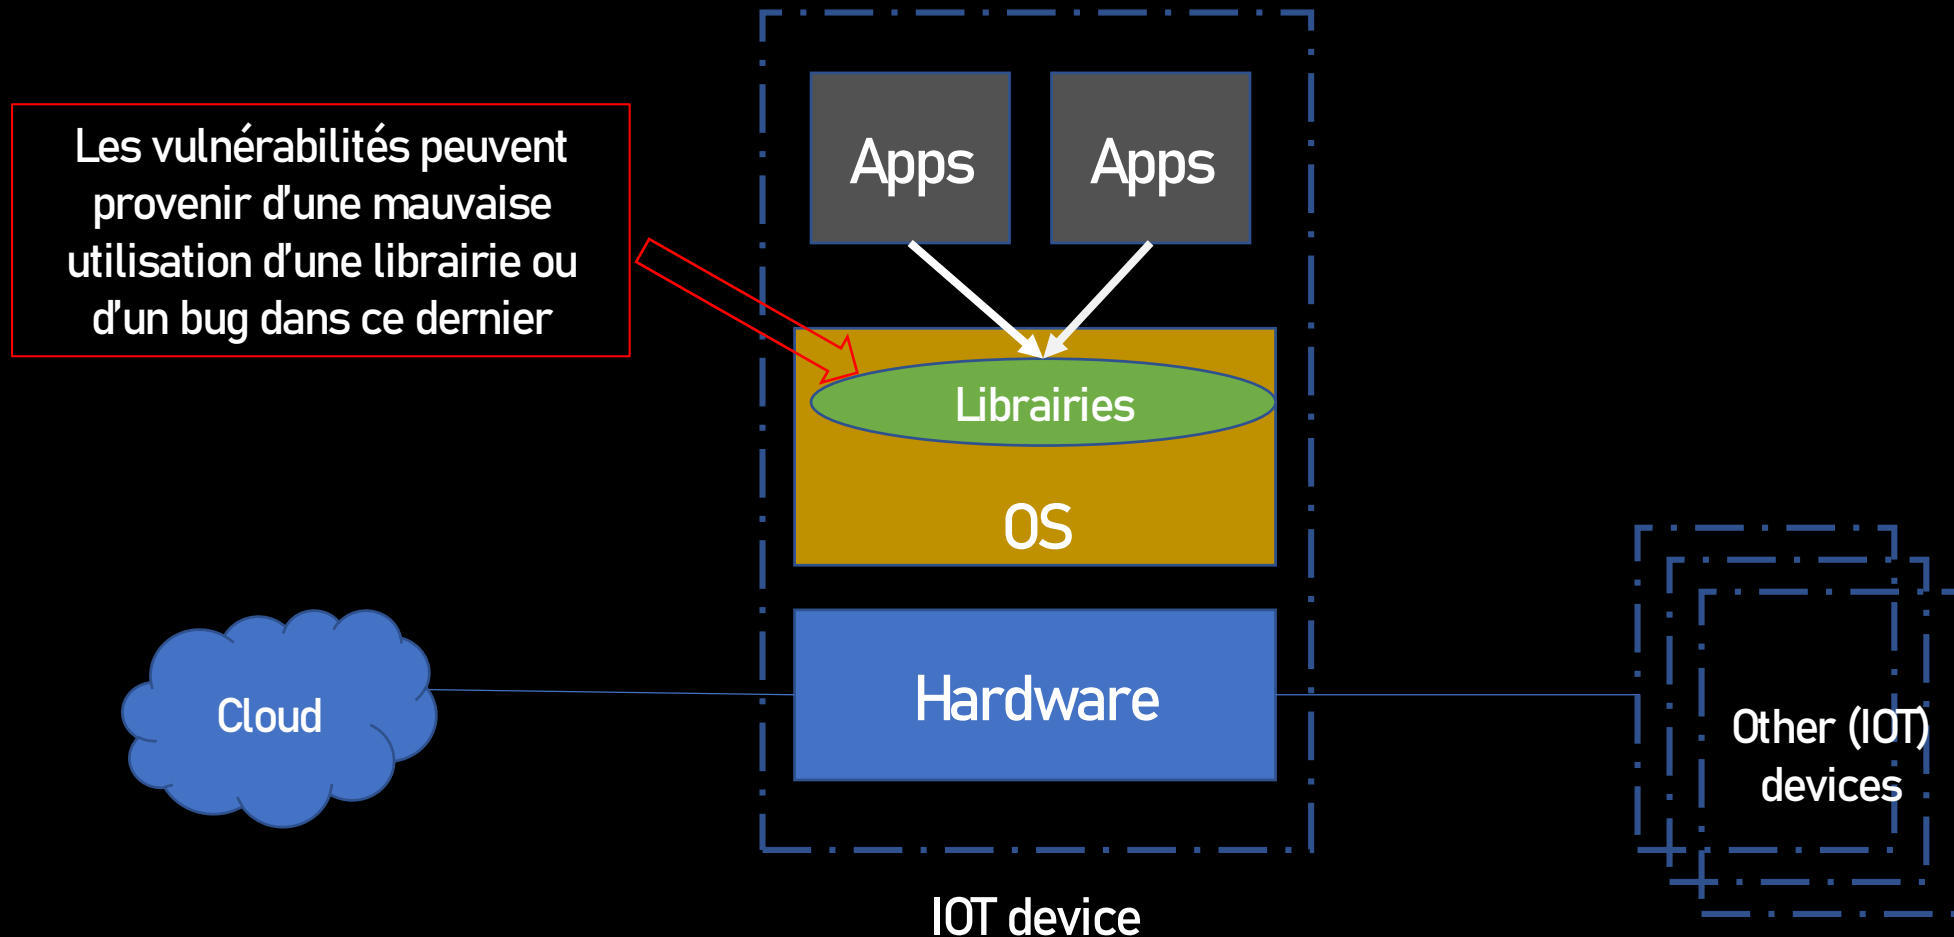 Les vulnérabilités peuvent
provenir d'une mauvaise
utilisation d'une librairie ou
d'un bug dans ce dernier
Apps
Apps
Librairies
OS
Hardware
Cloud
Other (IOT)
devices
IOT device